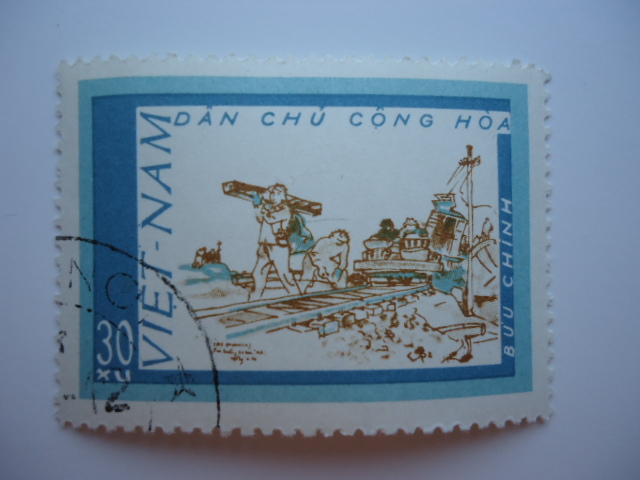 DÂN CHỦ CỘNG HÒA
VIỆT-NAM
BƯU CHÍNH
30
XU